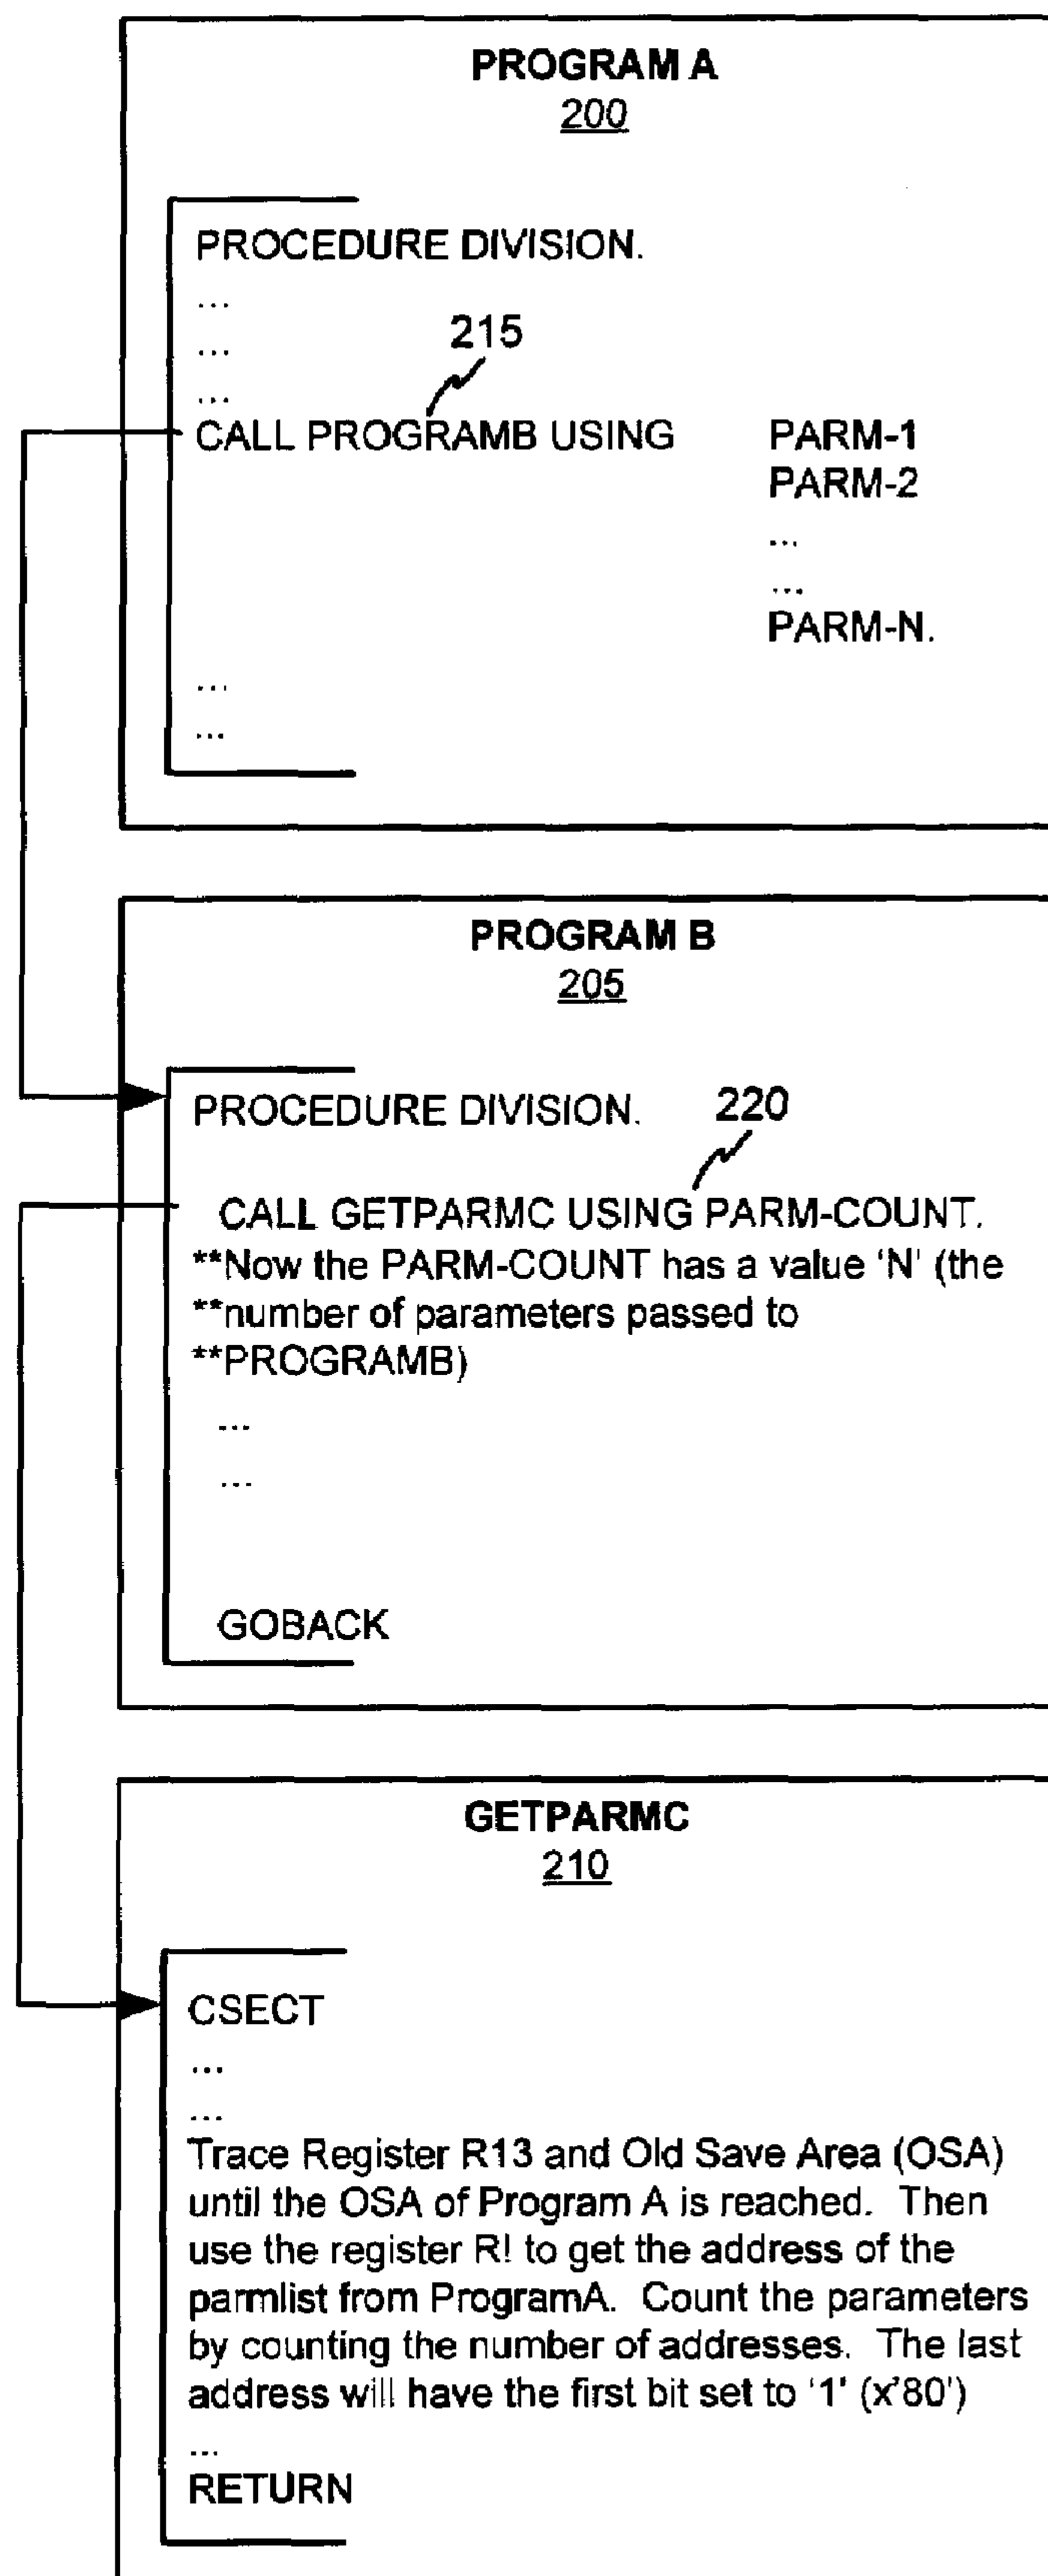 PROGRAM A
200
PROCEDURE DIVISION.
...
...
...
215
CALL PROGRAMB USING PARM-1
PARM-2
...
...
PARM-N.
...
...
PROGRAM B
205
PROCEDURE DIVISION.
220
CALL GETPARMC USING PARM-COUNT.
**Now the PARM-COUNT has a value 'N' (the
**number of parameters passed to
**PROGRAMB)
...
...
GOBACK
GETPARMC
210
CSECT
...
...
Trace Register R13 and Old Save Area (OSA)
until the OSA of Program A is reached. Then
use the register R! to get the address of the
parmlist from ProgramA. Count the parameters
by counting the number of addresses. The last
address will have the first bit set to '1' (x'80')
...
RETURN